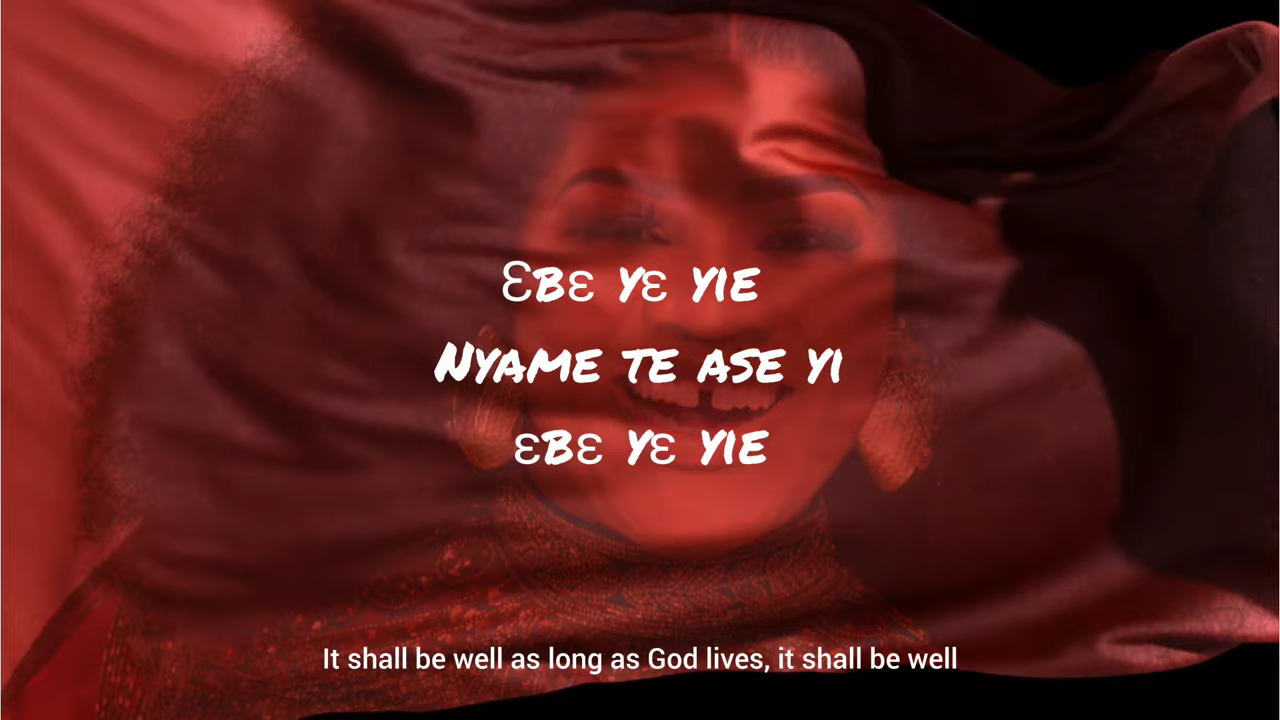 Ɛbɛ yɛ yie
Nyame te ase yi
ɛbɛ yɛ yie
It shall be well as long as God lives, it shall be well